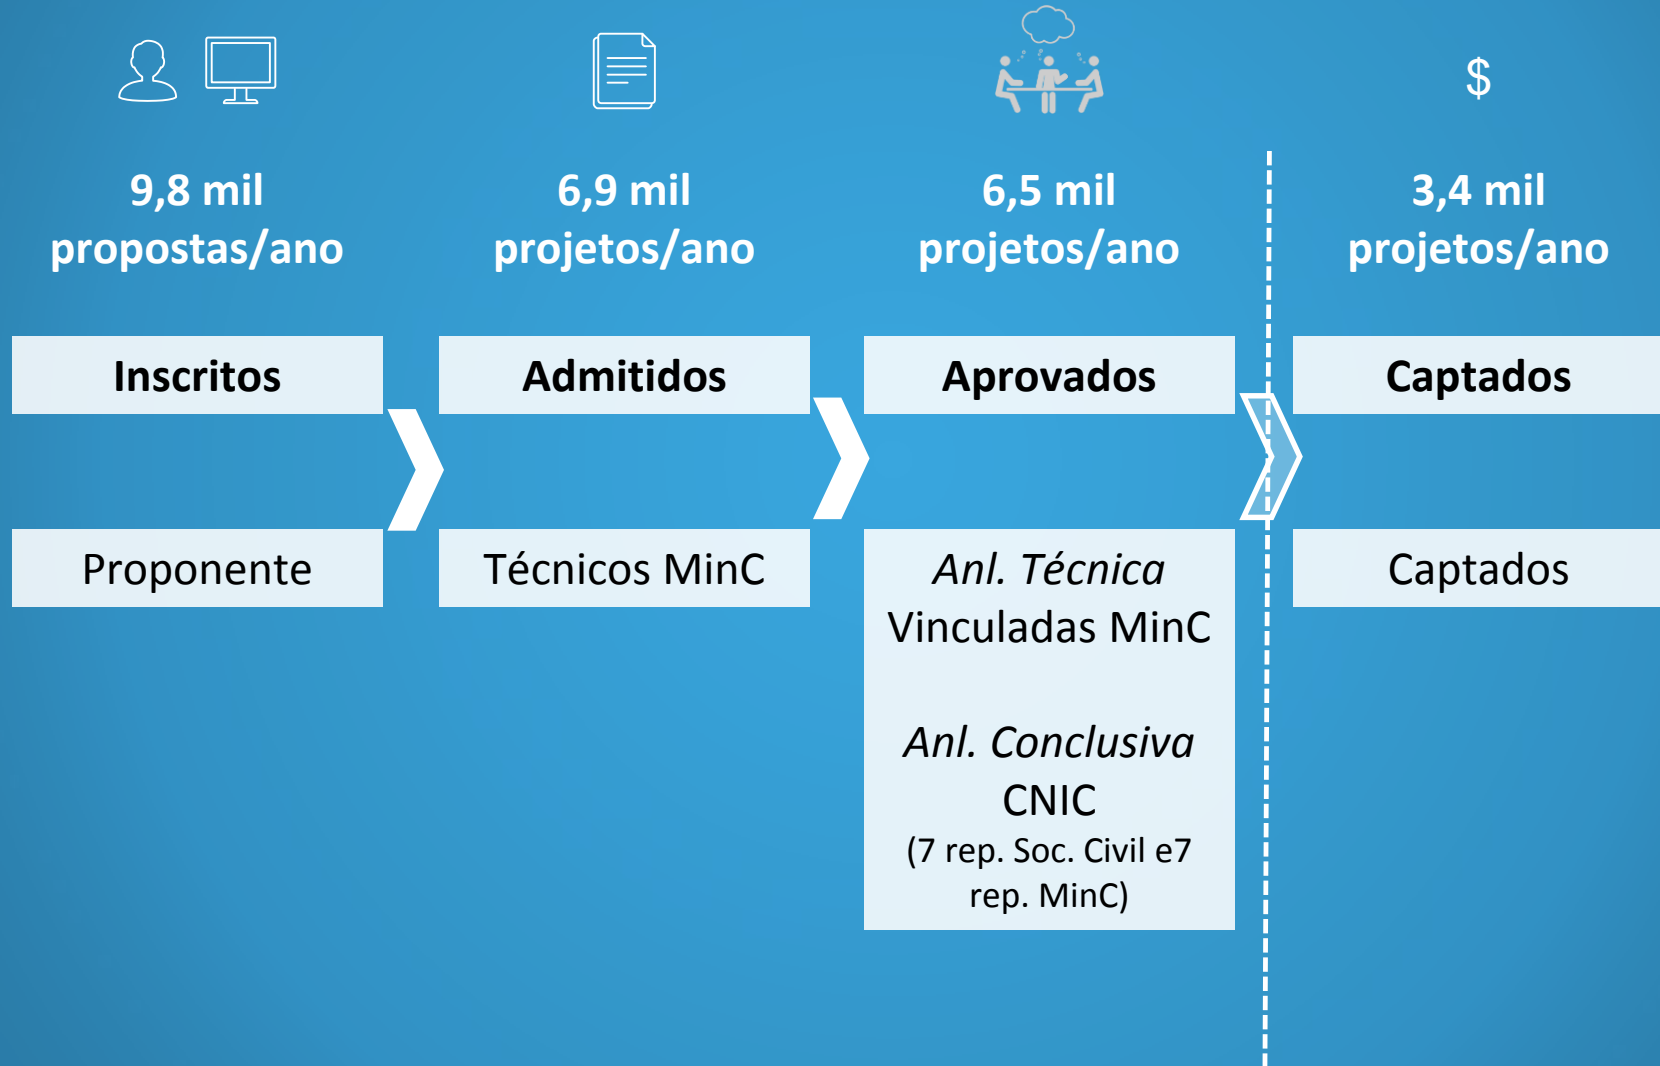 $
9,8 mil
propostas/ano
6,9 mil
projetos/ano
6,5 mil
projetos/ano
3,4 mil
projetos/ano
Inscritos
Admitidos
Aprovados
Captados
Proponente
Técnicos MinC
Anl. Técnica
Vinculadas MinC
Anl. Conclusiva
CNIC
(7 rep. Soc. Civil e7
rep. MinC)
Captados